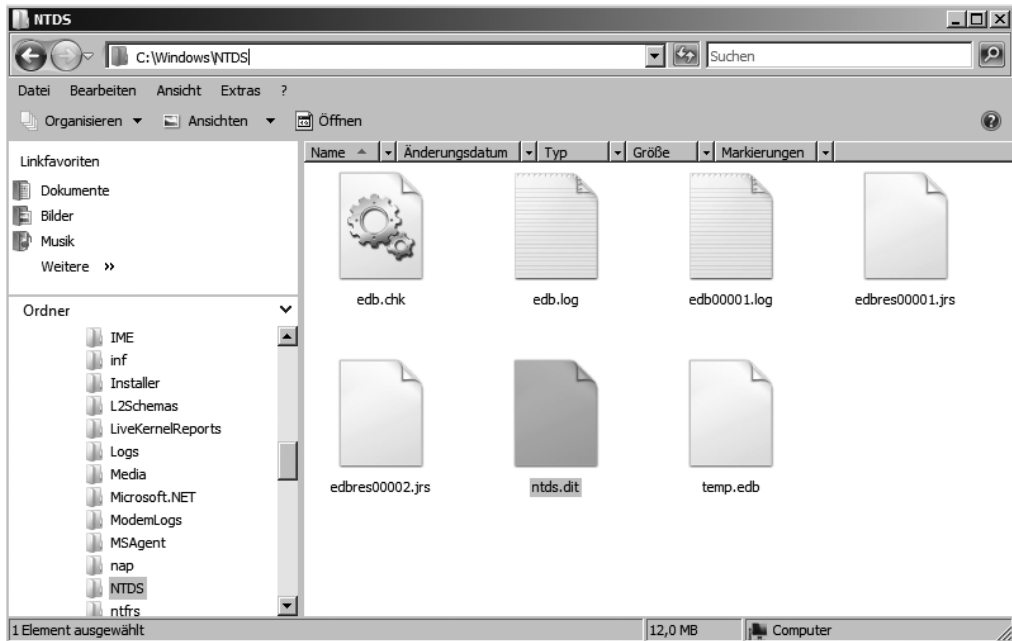 NTDS
C:\Windows\NTDS
Suchen
Datei Bearbeiten Ansicht Extras ?
Organisieren Ansichten Öffnen
Linkfavoriten
Dokumente
Bilder
Musik
Weitere »
Ordner
IME
inf
Installer
L2Schemas
LiveKernelReports
Logs
Media
Microsoft.NET
ModemLogs
MSAgent
nap
NTDS
ntfrs
Name Änderungsdatum Typ Größe Markierungen
edb.chk edb.log edb00001.log edbres00001.jrs
edbres00002.jrs ntds.dit temp.edb
1 Element ausgewählt 12,0 MB Computer